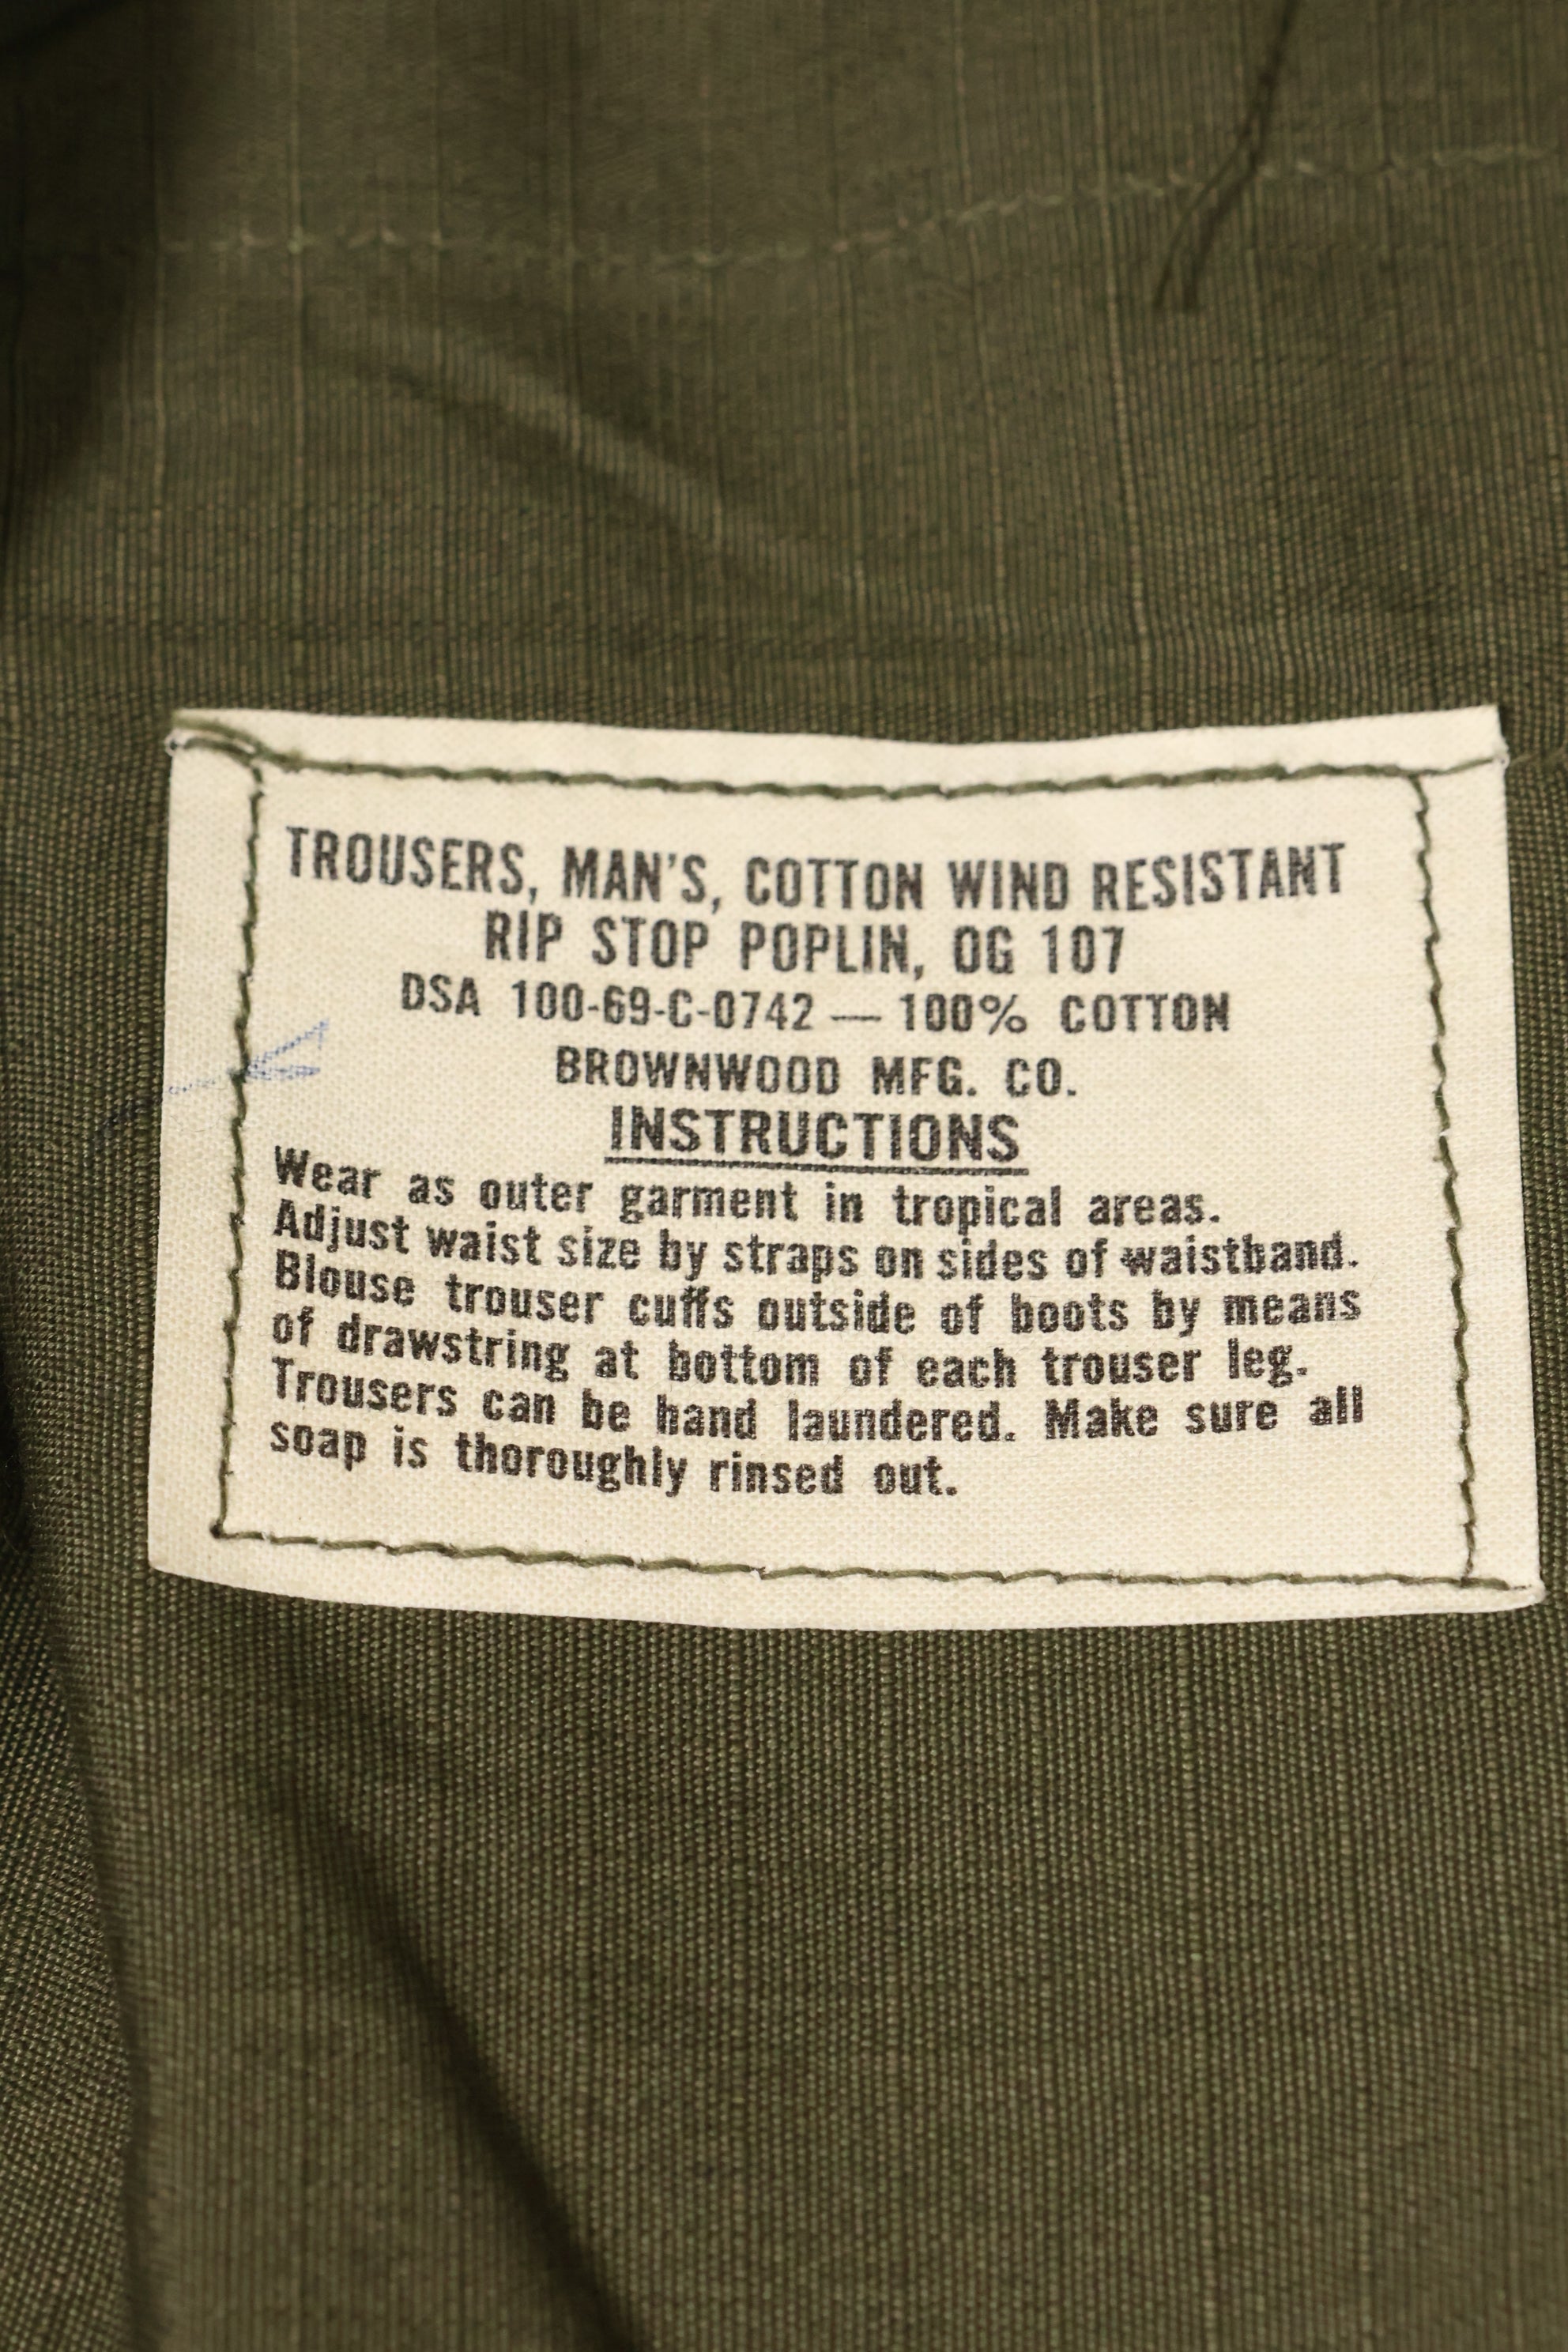 TROUSERS, MAN'S, COTTON WIND RESISTANT
RIP STOP POPLIN, OG 107
DSA 100-69-C-0742 — 100% COTTON
BROWNWOOD MFG. CO.
INSTRUCTIONS
Wear as outer garment in tropical areas.
Adjust waist size by straps on sides of waistband.
Blouse trouser cuffs outside of boots by means
of drawstring at bottom of each trouser leg.
Trousers can be hand laundered. Make sure all
soap is thoroughly rinsed out.